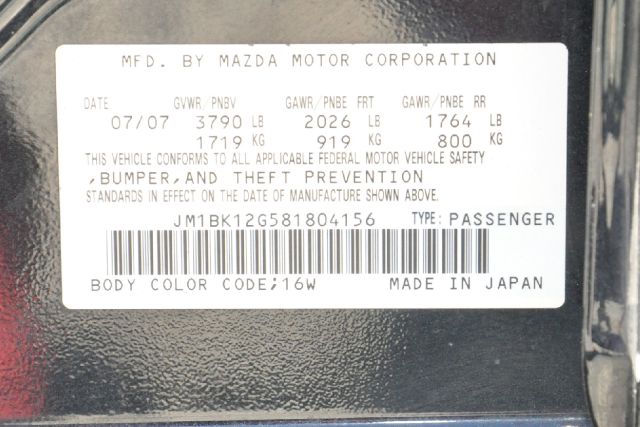 MFD. BY MAZDA MOTOR CORPORATION
DATE GVWR/PNBV GAWR/PNBE FRT GAWR/PNBE RR
07/07 3790 LB 2026 LB 1764 LB
1719 KG 919 KG 800 KG
THIS VEHICLE CONFORMS TO ALL APPLICABLE FEDERAL MOTOR VEHICLE SAFETY
,BUMPER,AND THEFT PREVENTION
STANDARDS IN EFFECT ON THE DATE OF MANUFACTURE SHOWN ABOVE.
JM1BK12G581804156 TYPE: PASSENGER
BODY COLOR CODE;16W MADE IN JAPAN